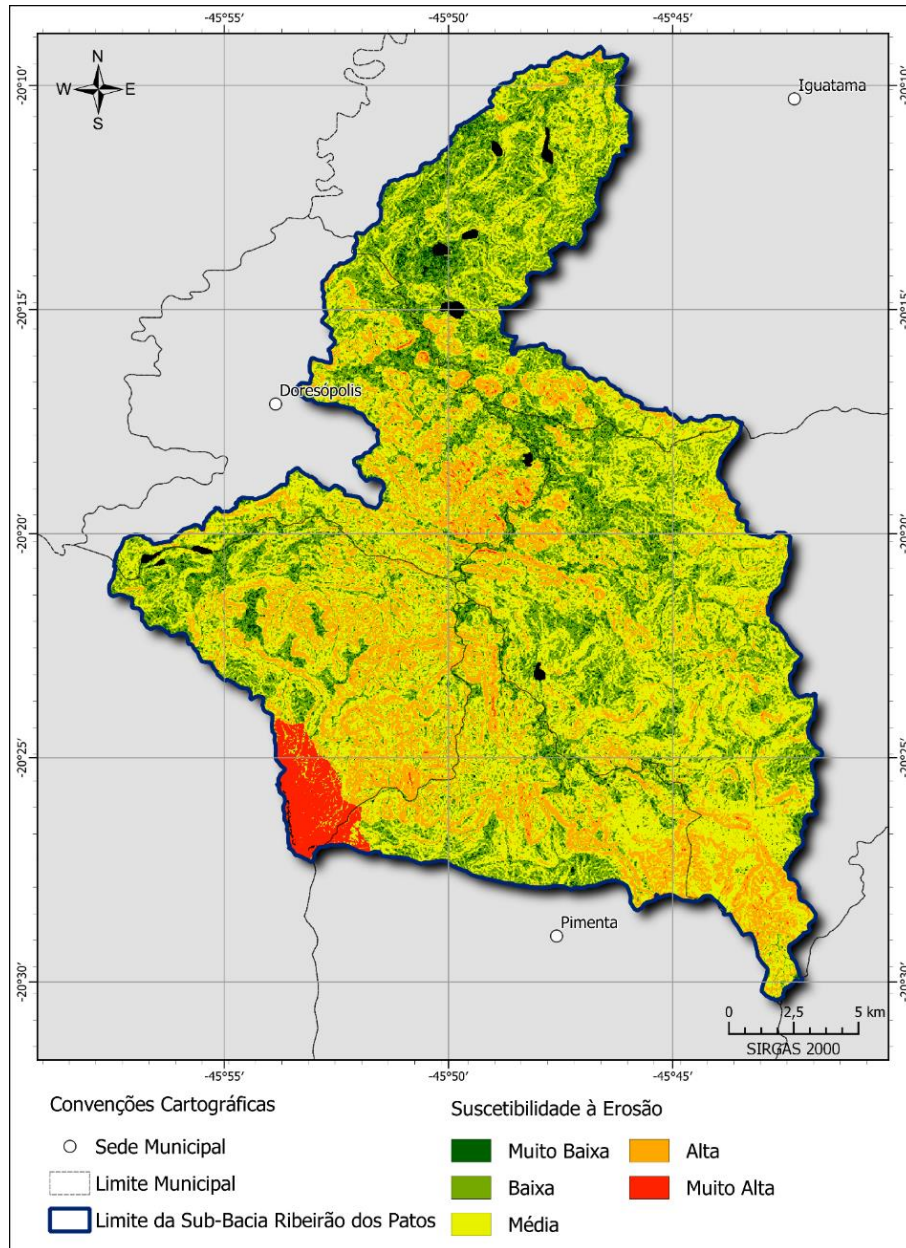 -45°55' -45°50' -45°45'
N
W E
S
-20°10' -20°10'
Iguatama
-20°15' -20°15'
Doresópolis
-20°20' -20°20'
-20°25' -20°25'
Pimenta
-20°30' -20°30'
0 2,5 5 km
SIRGAS 2000
-45°55' -45°50' -45°45'
Convenções Cartográficas
Sede Municipal
Limite Municipal
Limite da Sub-Bacia Ribeirão dos Patos
Suscetibilidade à Erosão
Muito Baixa
Baixa
Média
Alta
Muito Alta